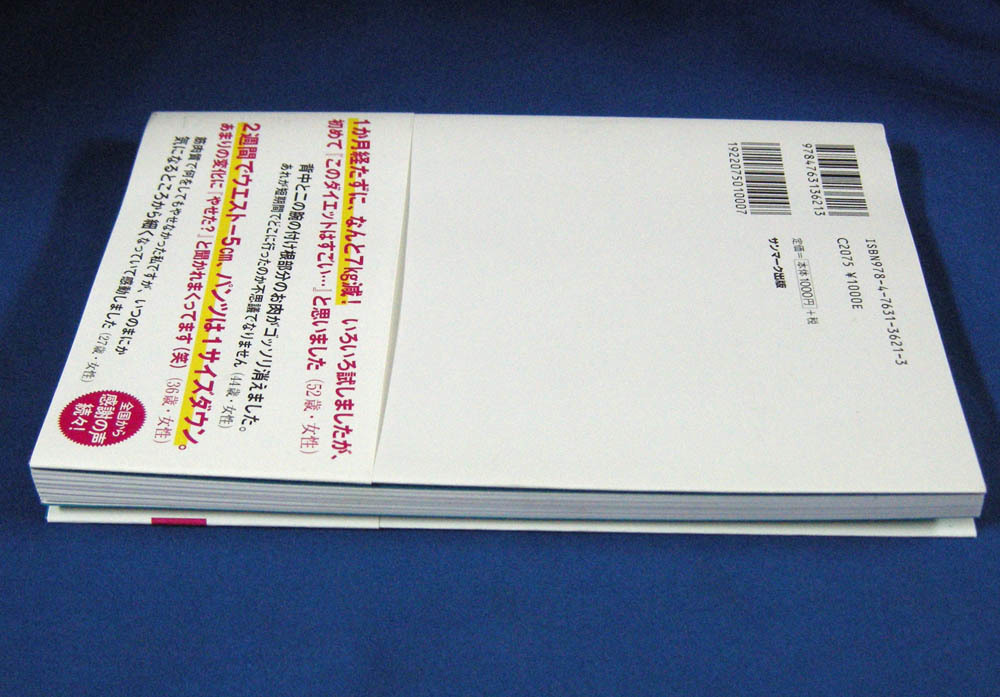 1か月経たずに、なんと7kg減！ いろいろ試しましたが、
初めて『このダイエットはすごい…』と思いました（52歳・女性）
背中と二の腕の付け根部分のお肉がゴッソリ消えました。
あれが短期間でどこに行ったのか不思議でなりません（44歳・女性）
2週間でウエスト−5cm、パンツは1サイズダウン。
あまりの変化に『やせた？』と聞かれまくってます（笑）（36歳・女性）
筋肉質で何をしてもやせなかった私ですが、いつのまにか
気になるところから細くなっていて感動しました（27歳・女性）
全国から
感謝の声
続々！
9784763136213
1922075010007
ISBN978-4-7631-3621-3
C2075 ¥1000E
定価＝本体1000円＋税
サンマーク出版